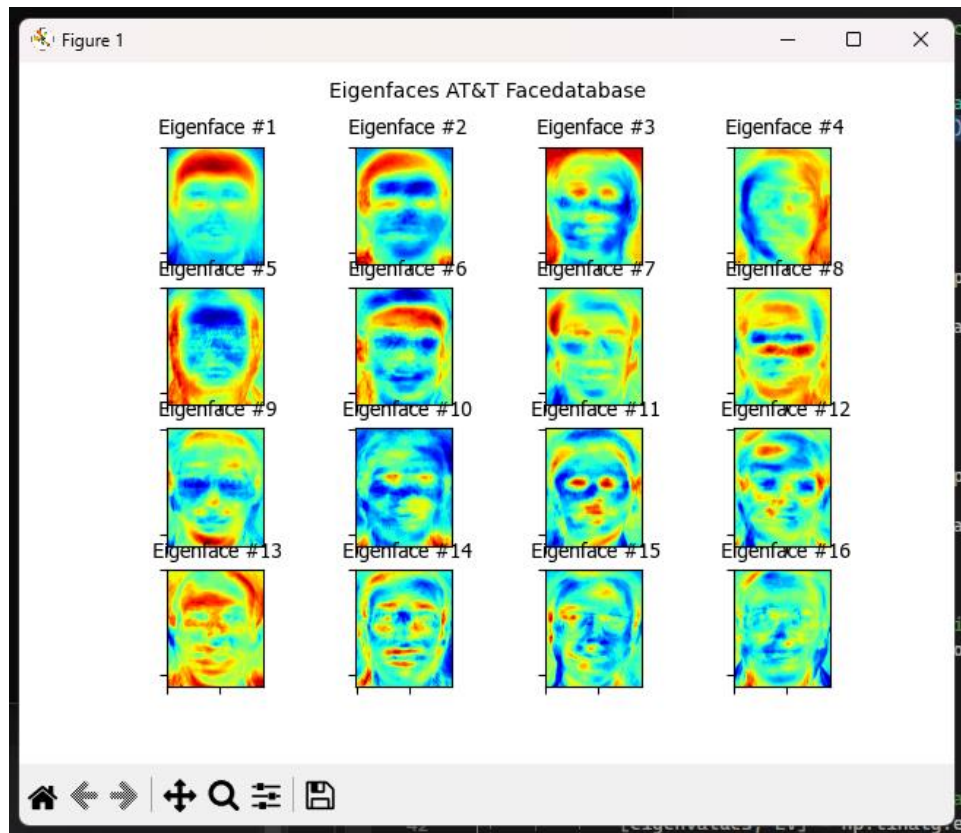 Figure 1
Eigenfaces AT&T Facedatabase
Eigenface #1 Eigenface #2 Eigenface #3 Eigenface #4
Eigenface #5 Eigenface #6 Eigenface #7 Eigenface #8
Eigenface #9 Eigenface #10 Eigenface #11 Eigenface #12
Eigenface #13 Eigenface #14 Eigenface #15 Eigenface #16